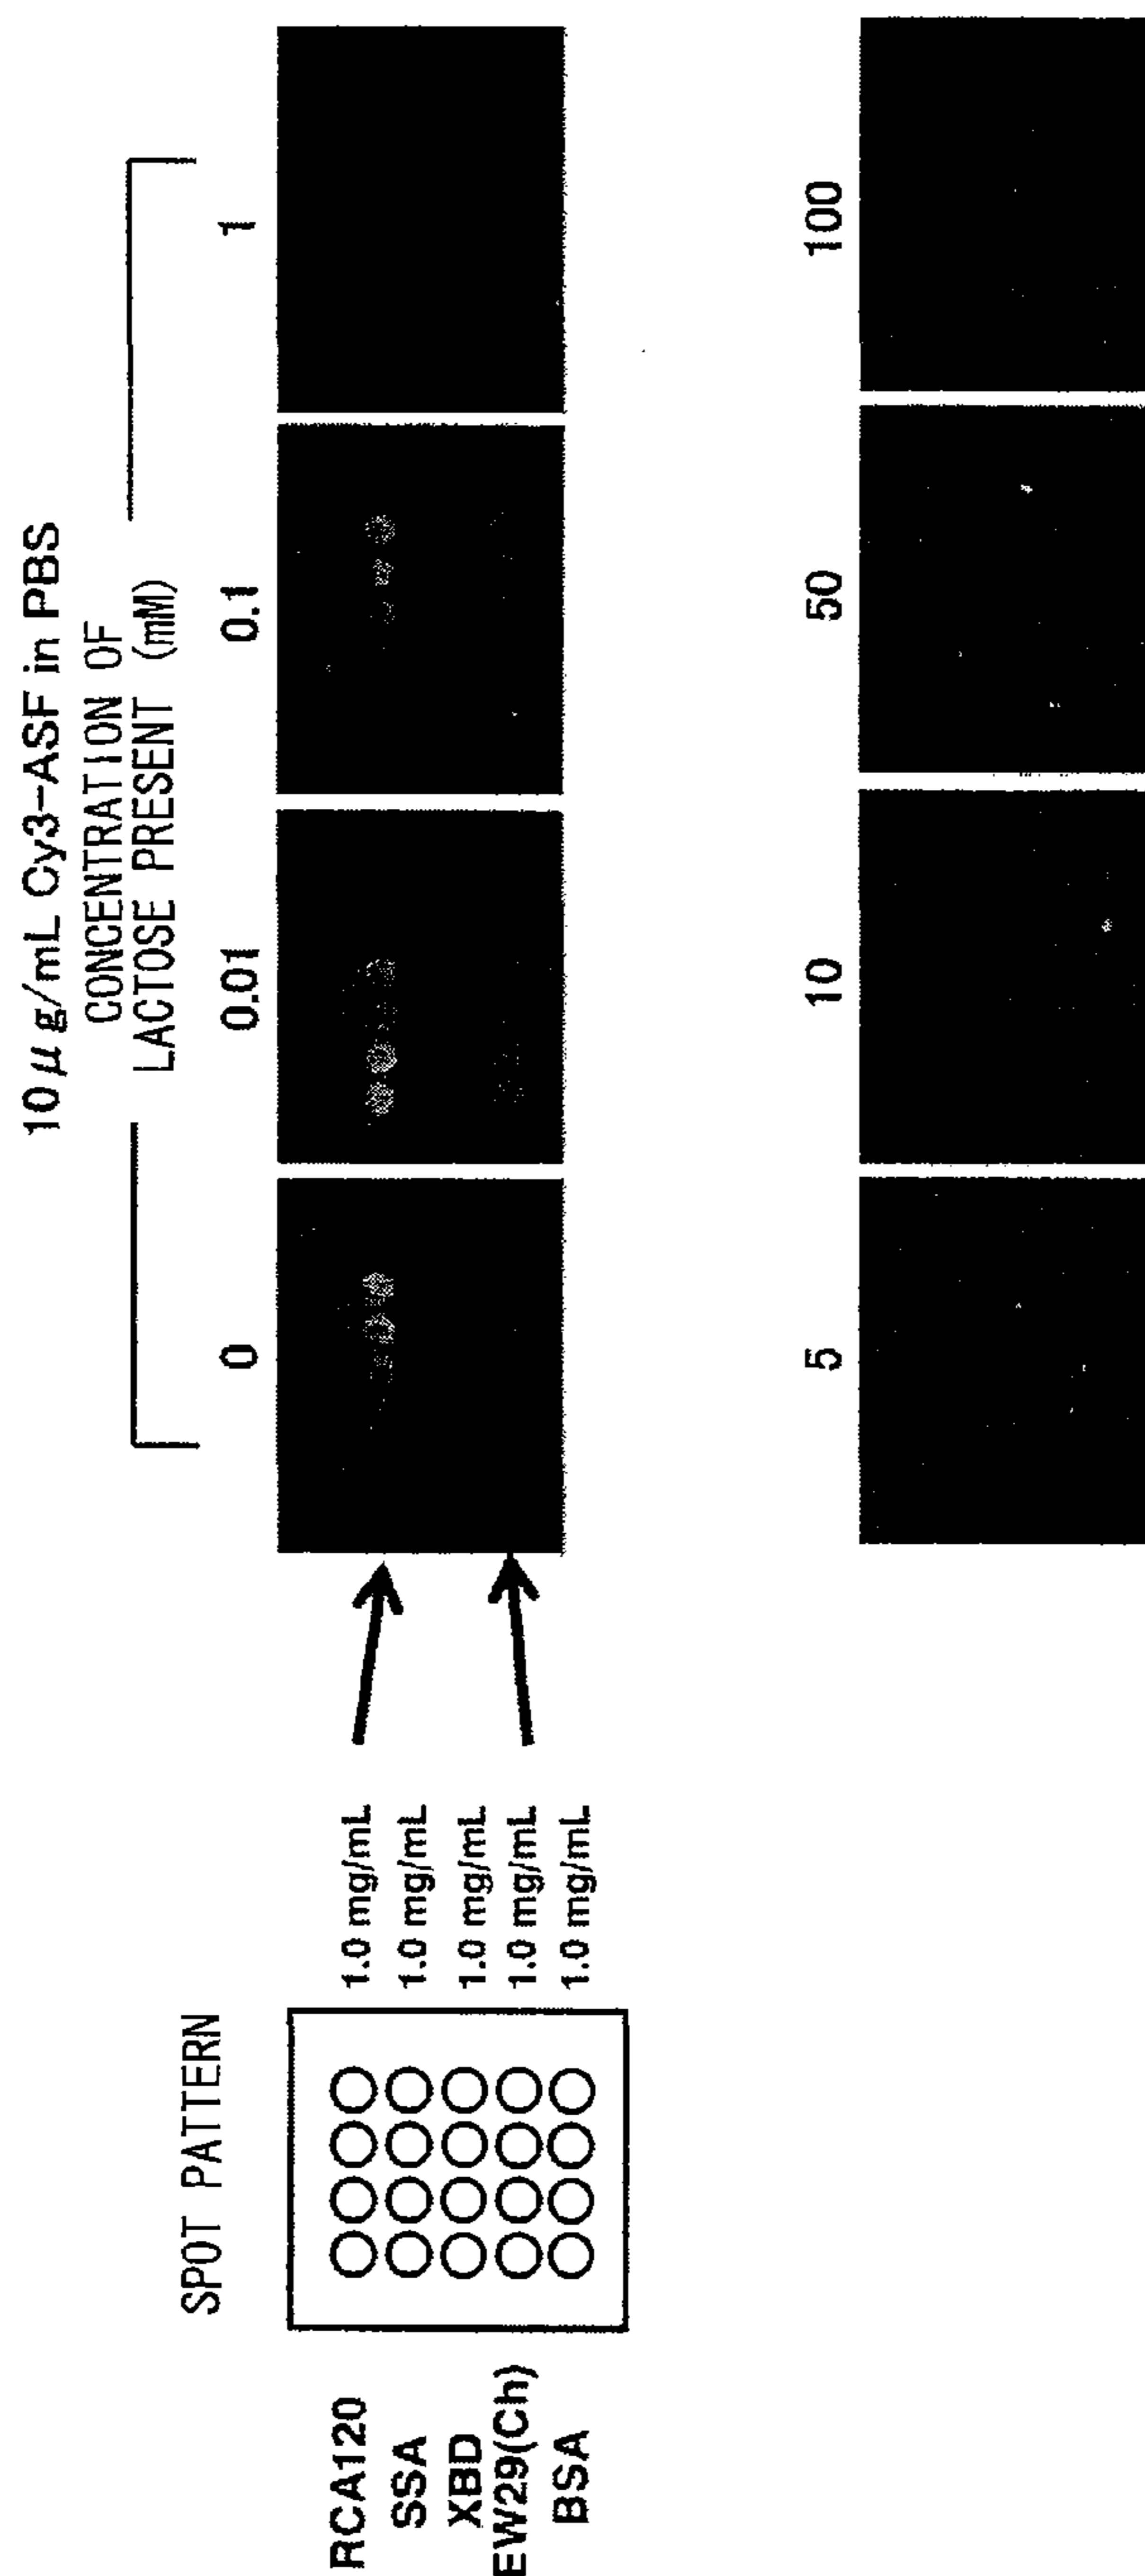 10 μg/mL Cy3-ASF in PBS
CONCENTRATION OF
LACTOSE PRESENT (mM)
0 0.01 0.1 1
5 10 50 100
SPOT PATTERN
RCA120 1.0 mg/mL
SSA 1.0 mg/mL
XBD 1.0 mg/mL
EW29(Ch) 1.0 mg/mL
BSA 1.0 mg/mL